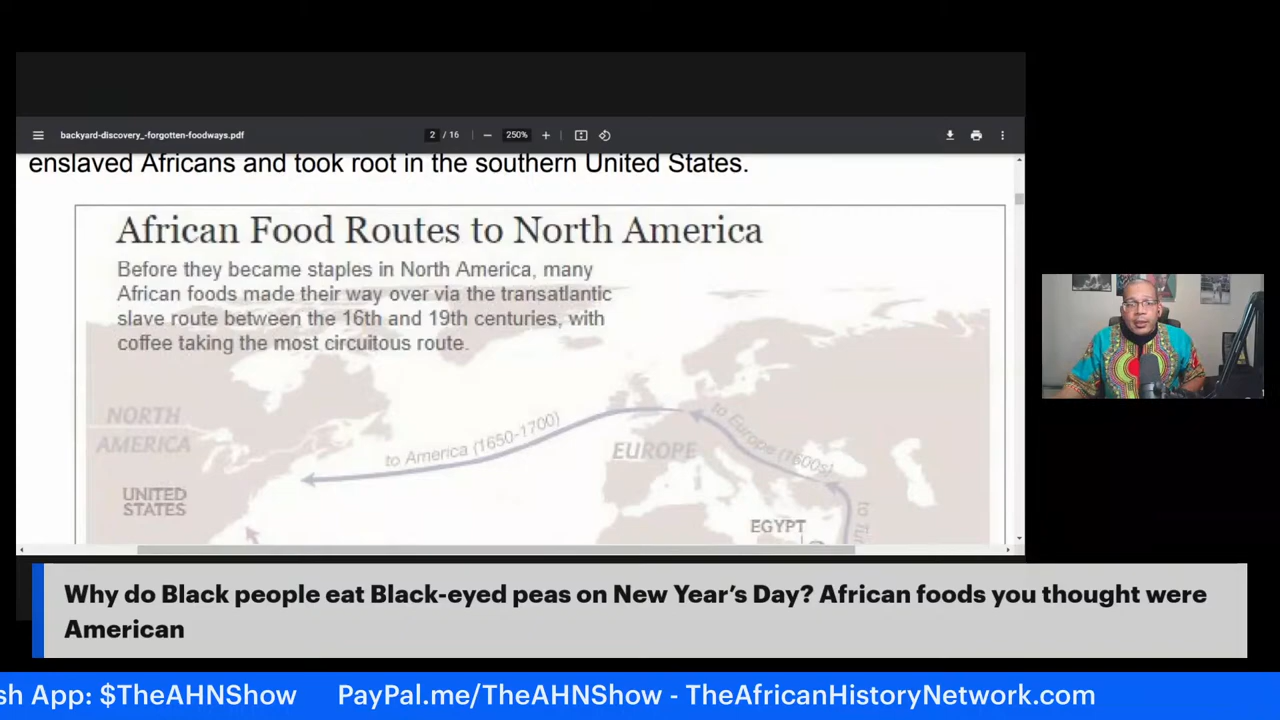 backyard-discovery_-forgotten-foodways.pdf
2 / 16
250%
enslaved Africans and took root in the southern United States.
African Food Routes to North America
Before they became staples in North America, many
African foods made their way over via the transatlantic
slave route between the 16th and 19th centuries, with
coffee taking the most circuitous route.
NORTH
AMERICA
to America (1650-1700)
to Europe (1600s)
EUROPE
UNITED
STATES
EGYPT
Why do Black people eat Black-eyed peas on New Year’s Day? African foods you thought were
American
sh App: $TheAHNShow PayPal.me/TheAHNShow - TheAfricanHistoryNetwork.com